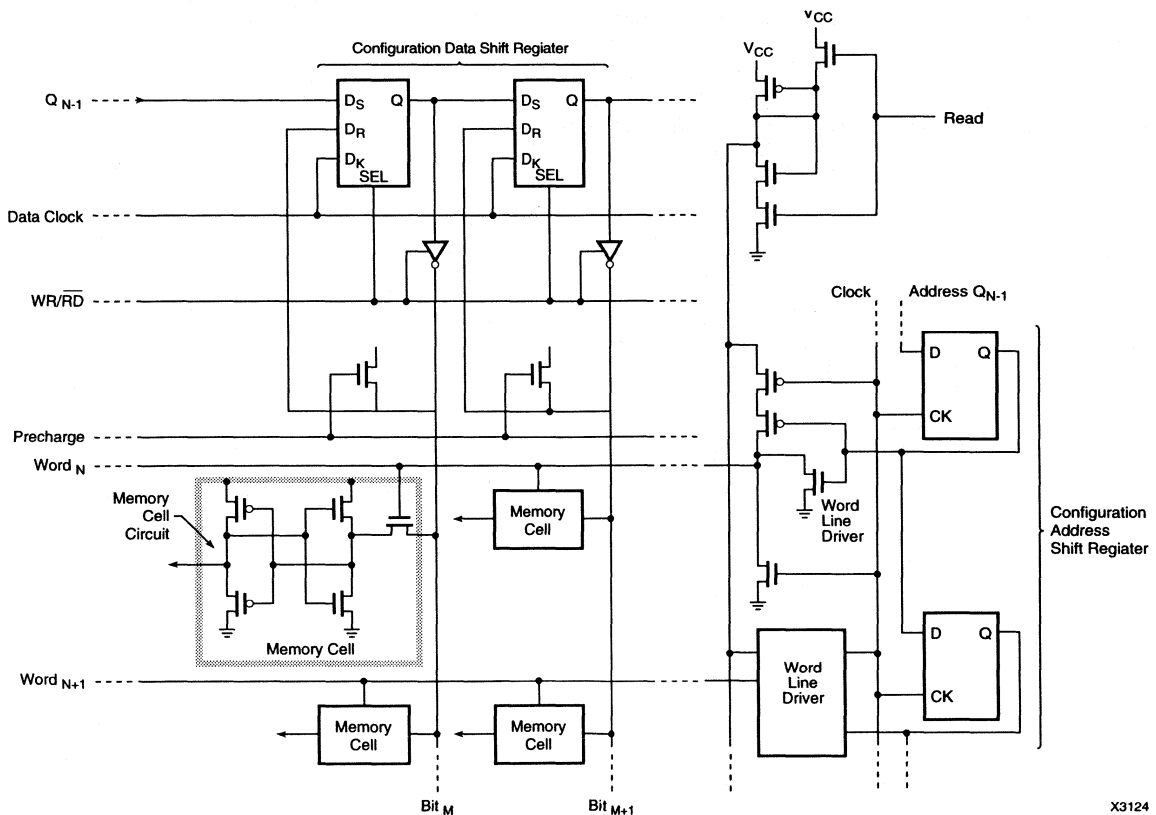 Configuration Data Shift Regiater
vCC
VCC
Q N-1
DS Q
DR
DK
SEL
DS Q
DR
DK
SEL
Read
Data Clock
WR/RD
Clock
Address QN-1
D Q
CK
Precharge
Word N
Memory
Cell
Circuit
Memory
Cell
Word
Line
Driver
Configuration
Address
Shift Register
Memory Cell
D Q
CK
Word N+1
Memory
Cell
Memory
Cell
Word
Line
Driver
Bit M
Bit M+1
X3124